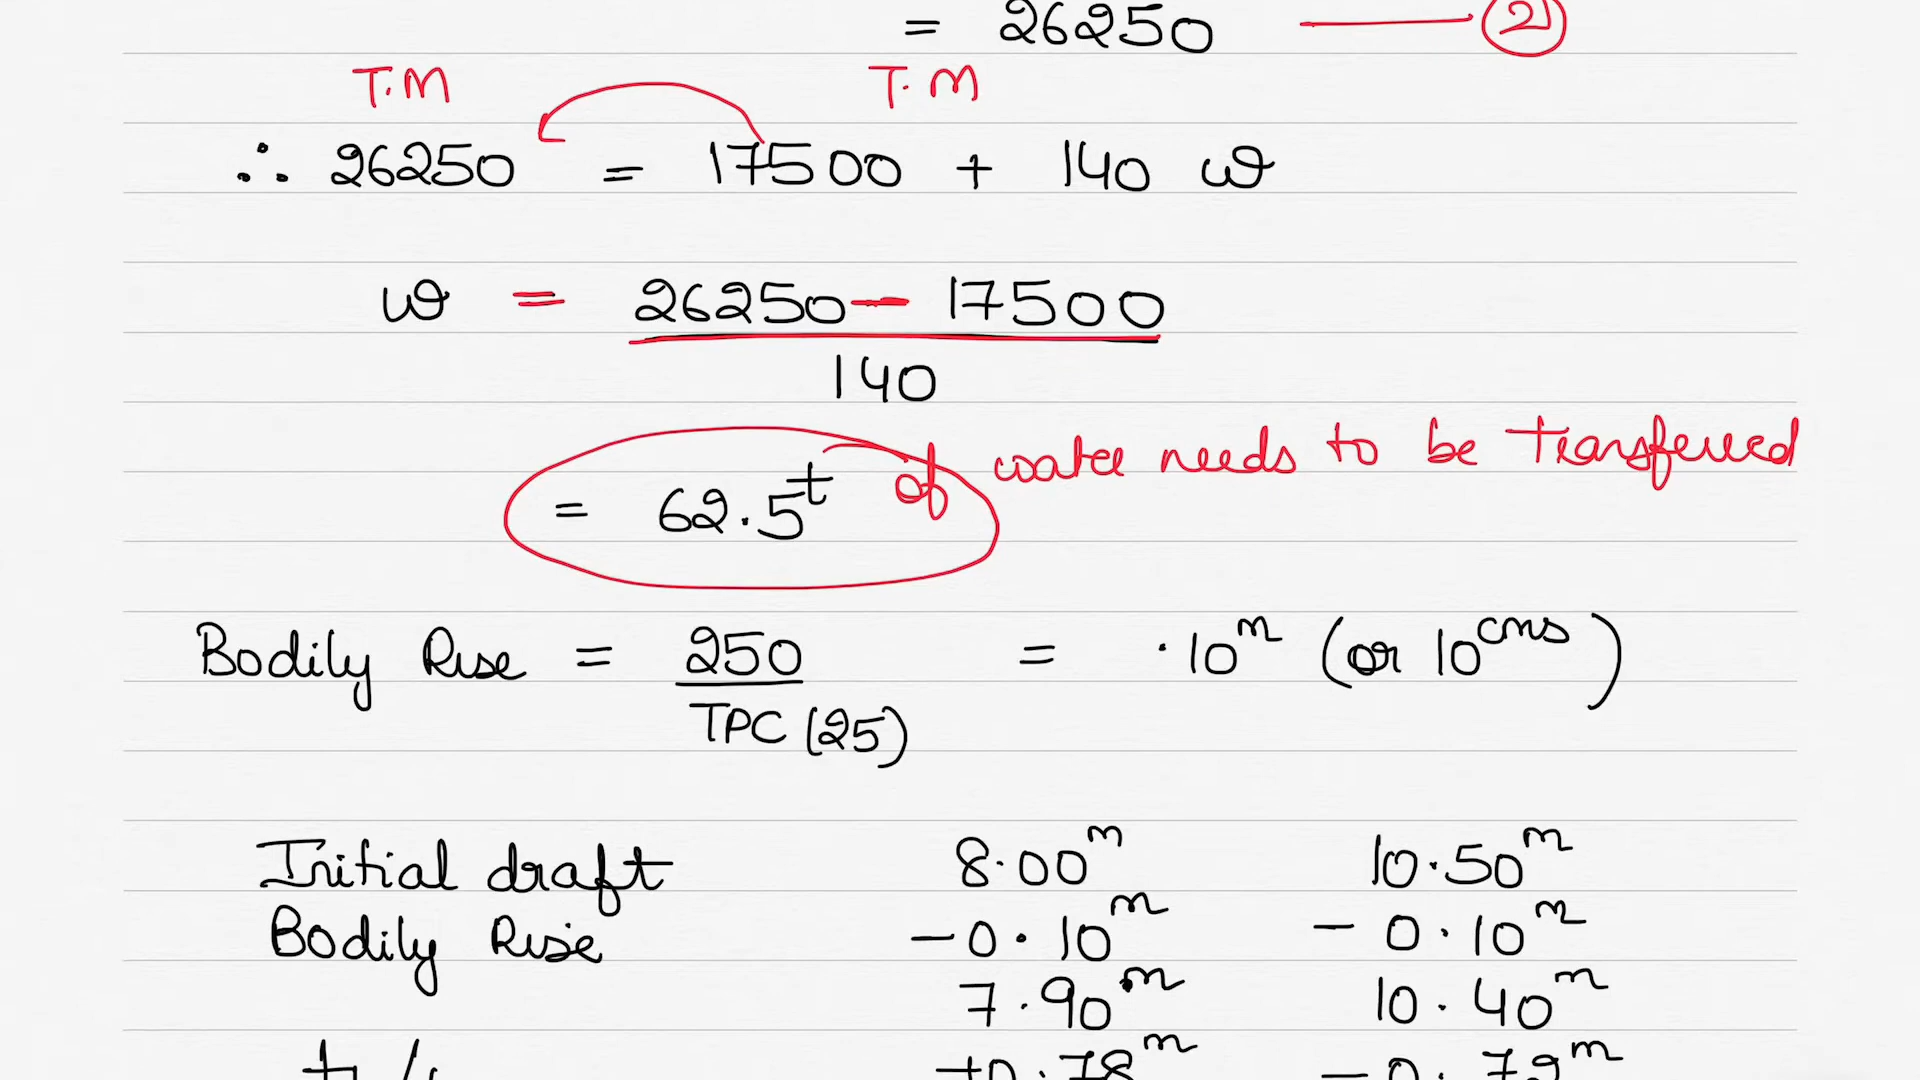 = 26250 ——— ②
T.M T.M
∴ 26250 = 17500 + 140 ω
ω = 26250 - 17500
140
= 62.5t of water needs to be transferred
Bodily Rise = 250 = .10m (or 10cms)
TPC (25)
Initial draft 8.00m 10.50m
Bodily Rise -0.10m -0.10m
7.90m 10.40m
+0.78m